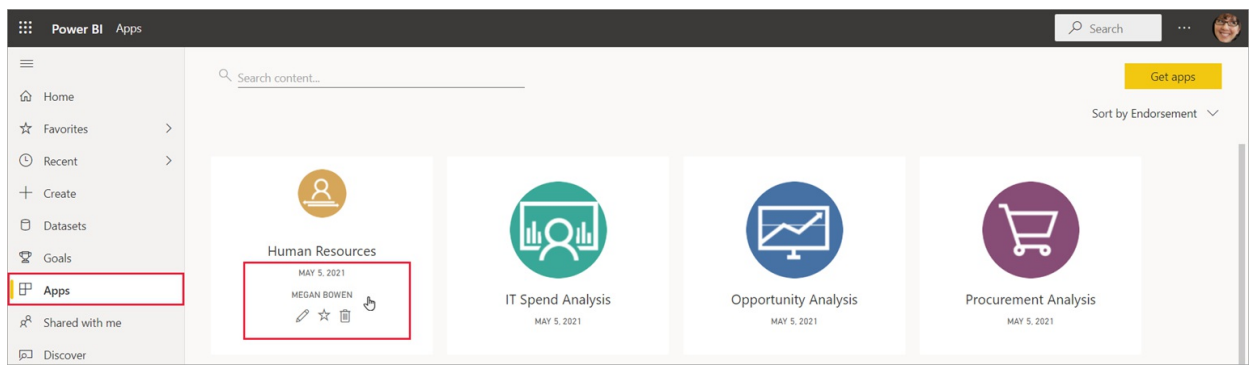 Power BI Apps
Search
...
Home
Search content...
Get apps
Favorites
Sort by Endorsement
Recent
Create
Datasets
Goals
Apps
Shared with me
Discover
Human Resources
MAY 5, 2021
MEGAN BOWEN
IT Spend Analysis
MAY 5, 2021
Opportunity Analysis
MAY 5, 2021
Procurement Analysis
MAY 5, 2021